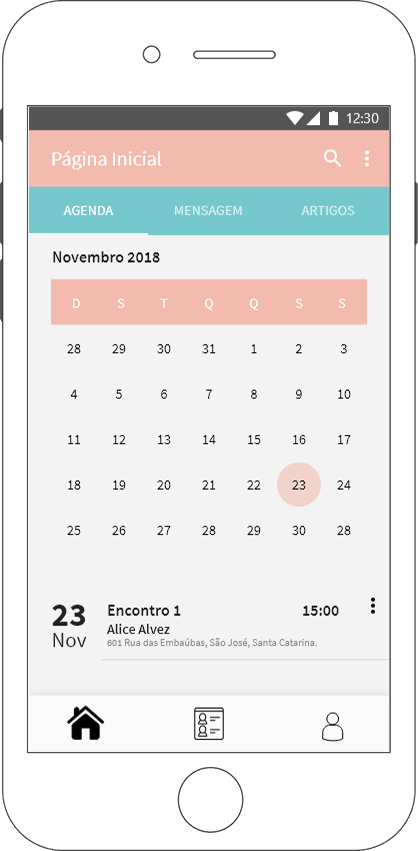 12:30
Página Inicial
AGENDA MENSAGEM ARTIGOS
Novembro 2018
D S T Q Q S S
28 29 30 31 1 2 3
4 5 6 7 8 9 10
11 12 13 14 15 16 17
18 19 20 21 22 23 24
25 26 27 28 29 30 28
23 Encontro 1 15:00
Nov Alice Alvez
601 Rua das Embaúbas, São José, Santa Catarina.